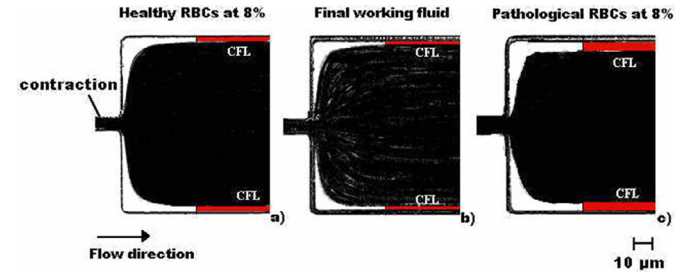 Healthy RBCs at 8%
Final working fluid
Pathological RBCs at 8%
CFL
CFL
CFL
contraction
CFL
CFL
CFL
a)
b)
c)
Flow direction
10 µm